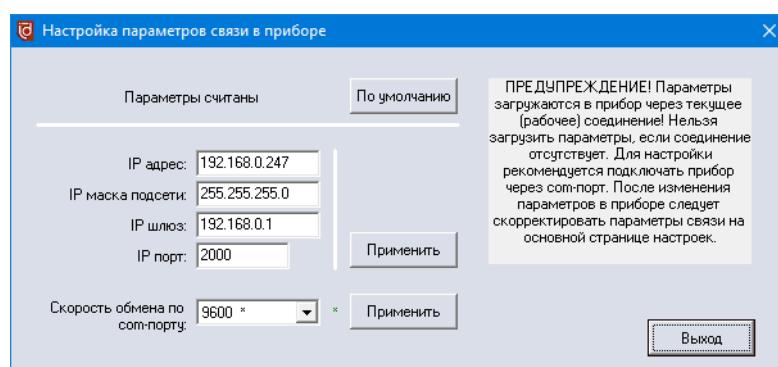 Настройка параметров связи в приборе
Параметры считаны
По умолчанию
IP адрес: 192.168.0.247
IP маска подсети: 255.255.255.0
IP шлюз: 192.168.0.1
IP порт: 2000
Применить
Скорость обмена по
com-порту:
9600 *
*
Применить
ПРЕДУПРЕЖДЕНИЕ! Параметры
загружаются в прибор через текущее
(рабочее) соединение! Нельзя
загрузить параметры, если соединение
отсутствует. Для настройки
рекомендуется подключать прибор
через com-порт. После изменения
параметров в приборе следует
скорректировать параметры связи на
основной странице настроек.
Выход